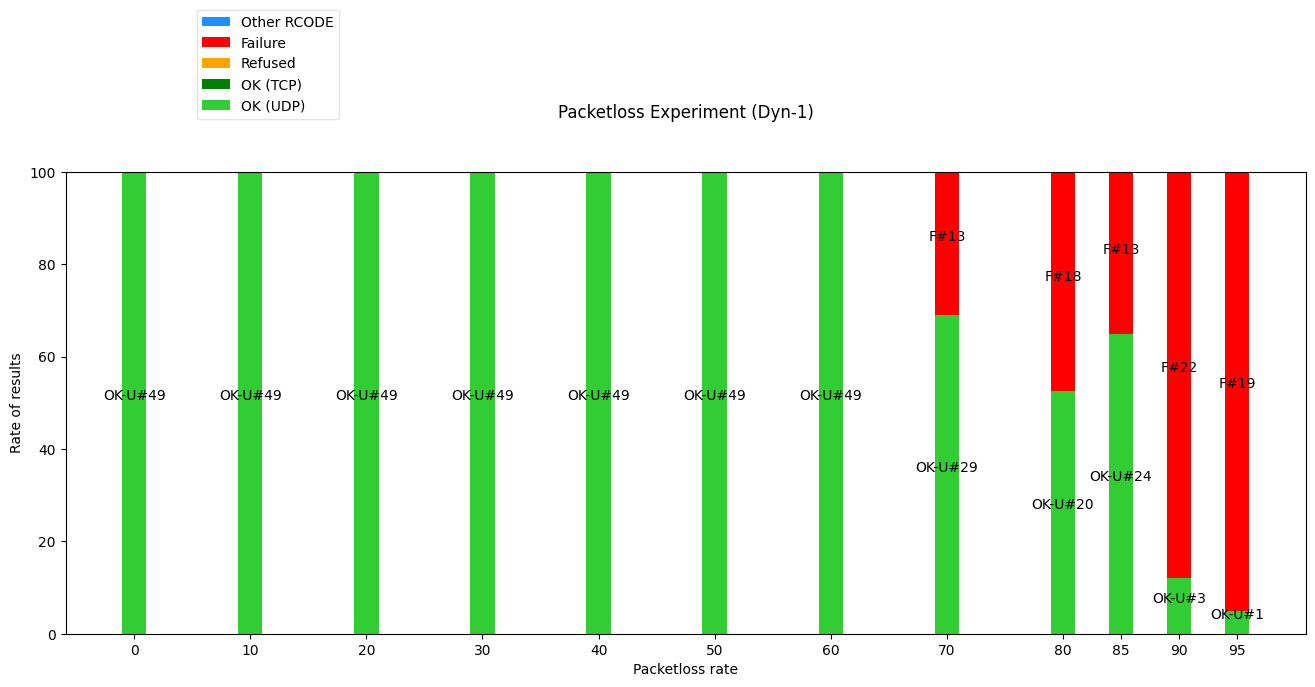 Other RCODE
Failure
Refused
OK (TCP)
OK (UDP)
Packetloss Experiment (Dyn-1)
Rate of results
100
80
60
40
20
0
OK-U#49
OK-U#49
OK-U#49
OK-U#49
OK-U#49
OK-U#49
OK-U#49
F#13
OK-U#29
F#18
OK-U#20
F#13
OK-U#24
F#22
OK-U#3
F#19
OK-U#1
0 10 20 30 40 50 60 70 80 85 90 95
Packetloss rate